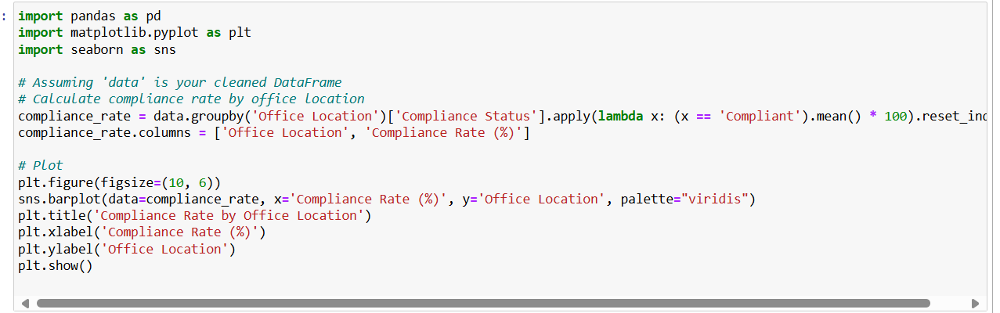 :
import pandas as pd
import matplotlib.pyplot as plt
import seaborn as sns
# Assuming 'data' is your cleaned DataFrame
# Calculate compliance rate by office location
compliance_rate = data.groupby('Office Location')['Compliance Status'].apply(lambda x: (x == 'Compliant').mean() * 100).reset_ind
compliance_rate.columns = ['Office Location', 'Compliance Rate (%)']
# Plot
plt.figure(figsize=(10, 6))
sns.barplot(data=compliance_rate, x='Compliance Rate (%)', y='Office Location', palette="viridis")
plt.title('Compliance Rate by Office Location')
plt.xlabel('Compliance Rate (%)')
plt.ylabel('Office Location')
plt.show()